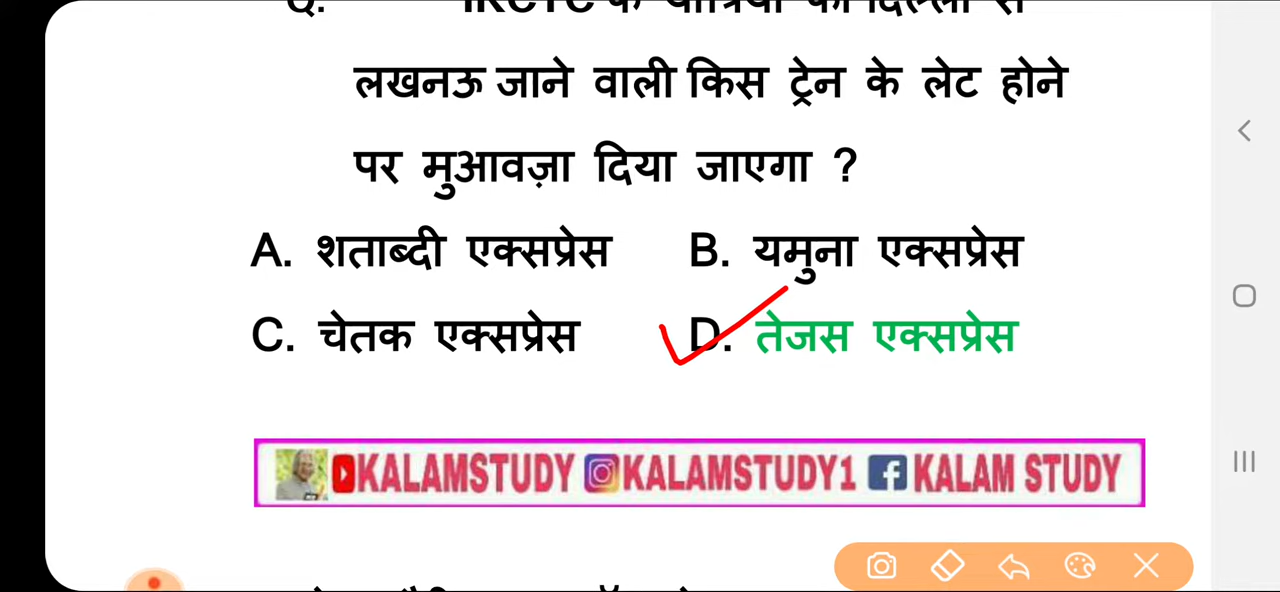 Q. IRCTC के यात्रियों को दिल्ली से
लखनऊ जाने वाली किस ट्रेन के लेट होने
पर मुआवज़ा दिया जाएगा ?
A. शताब्दी एक्सप्रेस B. यमुना एक्सप्रेस
C. चेतक एक्सप्रेस D. तेजस एक्सप्रेस
KALAMSTUDY KALAMSTUDY1 KALAM STUDY